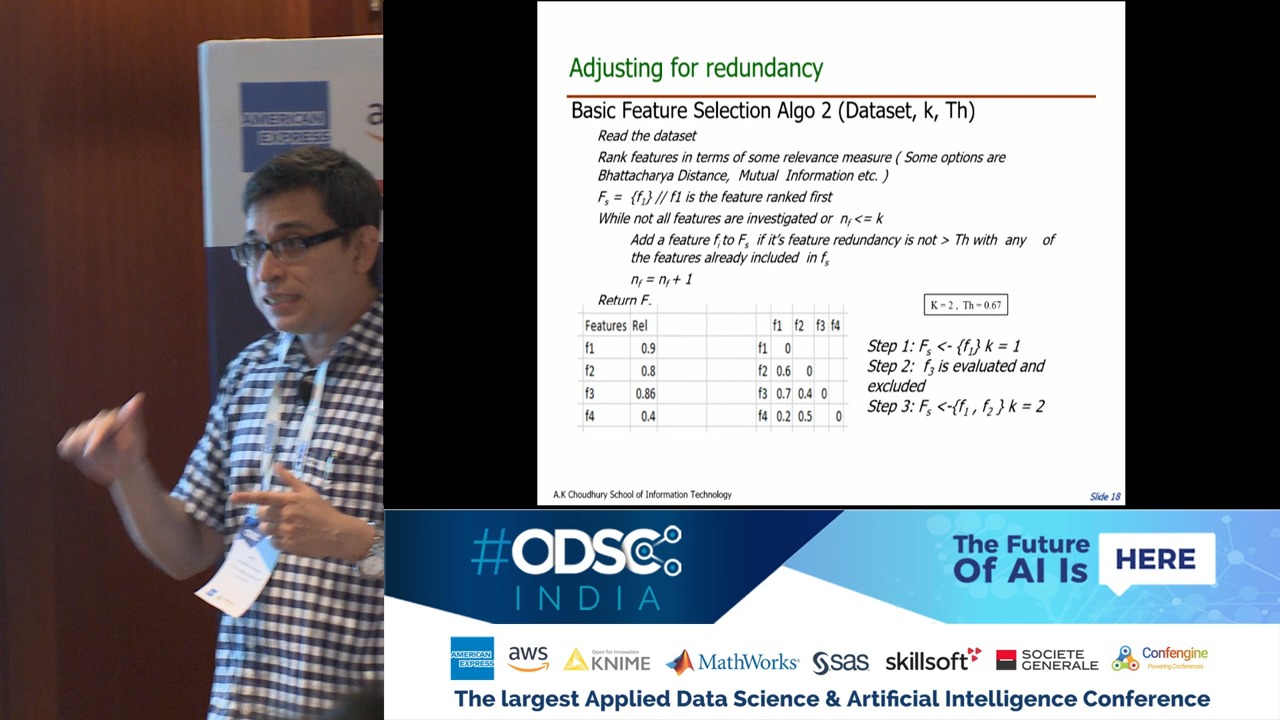 AMERICAN
EXPRESS
a
Adjusting for redundancy
Basic Feature Selection Algo 2 (Dataset, k, Th)
Read the dataset
Rank features in terms of some relevance measure ( Some options are
Bhattacharya Distance, Mutual Information etc. )
Fs = {f1} // f1 is the feature ranked first
While not all features are investigated or nf <= k
Add a feature fi to Fs if it's feature redundancy is not > Th with any of
the features already included in fs
nf = nf + 1
Return F
K = 2 , Th = 0.67
Features Rel
f1 0.9
f2 0.8
f3 0.86
f4 0.4
f1 f2 f3 f4
f1 0
f2 0.6 0
f3 0.7 0.4 0
f4 0.2 0.5 0
Step 1: Fs <- {f1} k = 1
Step 2: f3 is evaluated and
excluded
Step 3: Fs <-{f1 , f2 } k = 2
A.K Choudhury School of Information Technology
Slide 18
#ODSC
INDIA
The Future
Of AI Is HERE
AMERICAN
EXPRESS
aws
Open for Innovation
KNIME
MathWorks®
sas
skillsoft
SOCIETE
GENERALE
Confengine
Powering Conferences
The largest Applied Data Science & Artificial Intelligence Conference